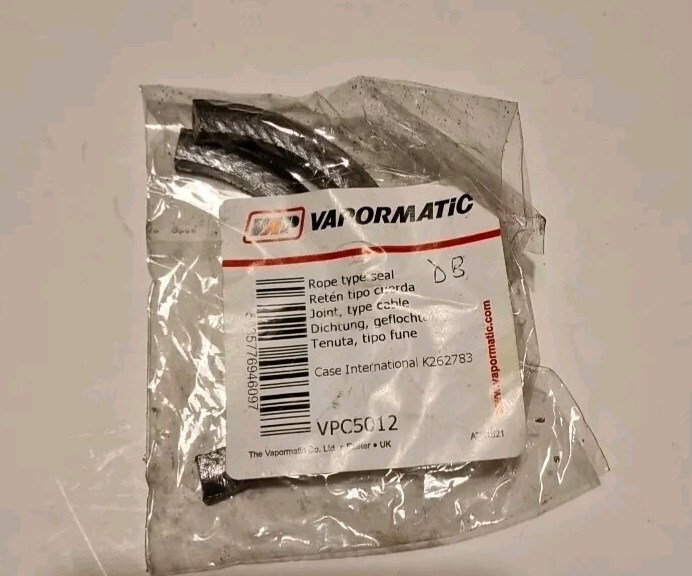 VAP VAPORMATIC
Rope type seal
DB
Retén tipo cuerda
Joint, type cable
Dichtung,
Tenuta, tipo fune
Case International K262783
VPC5012
The Vapormatic Co. Ltd • Exeter • UK
www.vapormatic.com